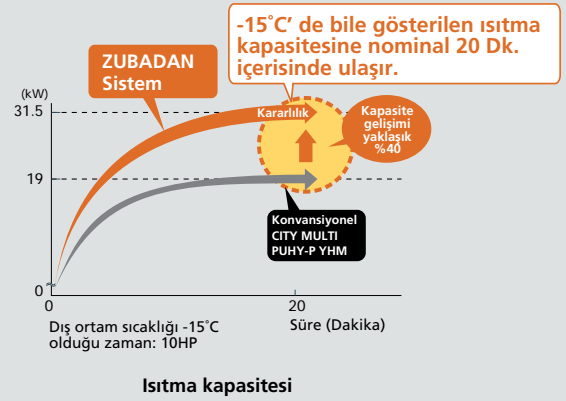 -15˚C’ de bile gösterilen ısıtma
kapasitesine nominal 20 Dk.
içerisinde ulaşır.
ZUBADAN
Sistem
(kW)
31.5
Kararlılık
Kapasite
gelişimi
yaklaşık
%40
19
Konvansiyonel
CITY MULTI
PUHY-P YHM
0
0
20
Dış ortam sıcaklığı -15˚C
olduğu zaman: 10HP
Süre (Dakika)
Isıtma kapasitesi